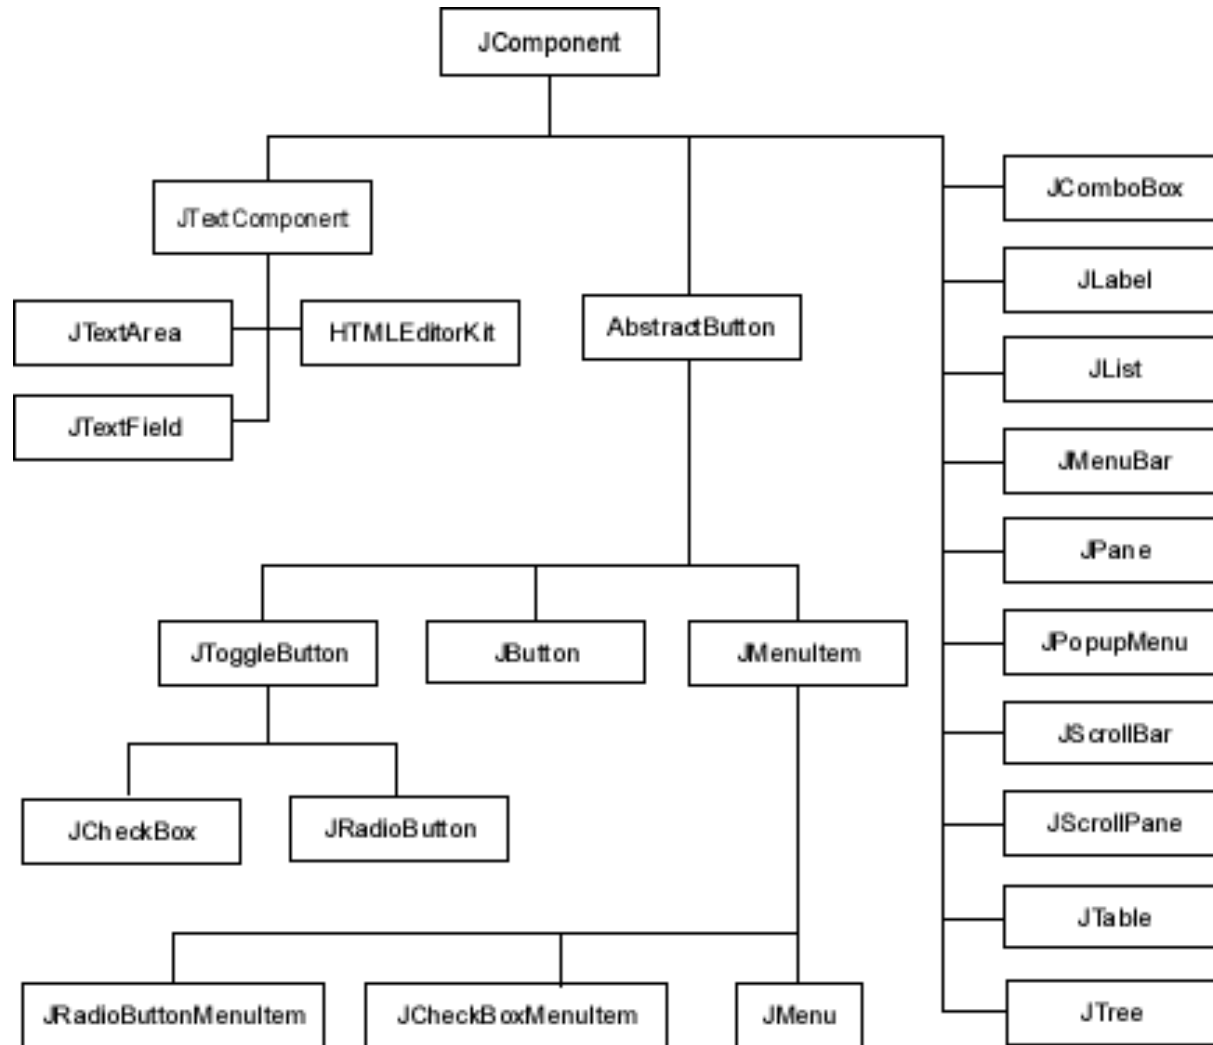 JComponent
JTextComponent
JTextArea
HTMLEditorKit
JTextField
AbstractButton
JToggleButton
JButton
JMenuItem
JCheckBox
JRadioButton
JRadioButtonMenuItem
JCheckBoxMenuItem
JMenu
JComboBox
JLabel
JList
JMenuBar
JPane
JPopupMenu
JScrollBar
JScrollPane
JTable
JTree